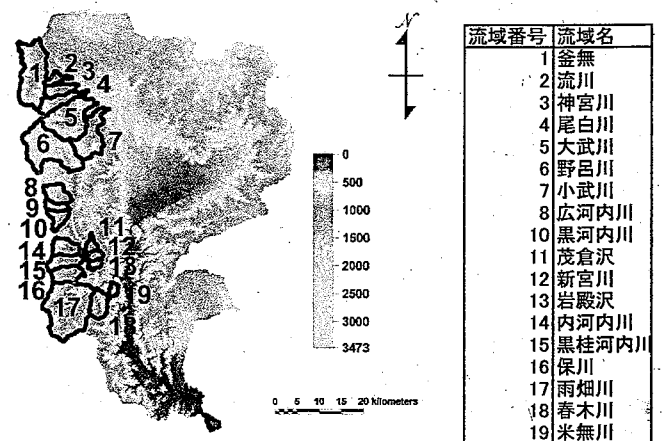 N
1
2
3
4
5
6
7
8
9
10
11
14
15
16
17
9
0
500
1000
1500
2000
2500
3000
3473
0 5 10 15 20 kilometers
流域番号 流域名
1 釜無
2 流川
3 神宮川
4 尾白川
5 大武川
6 野呂川
7 小武川
8 広河内川
10 黒河内川
11 茂倉沢
12 新宮川
13 岩殿沢
14 内河内川
15 黒桂河内川
16 保川
17 雨畑川
18 春木川
19 米無川